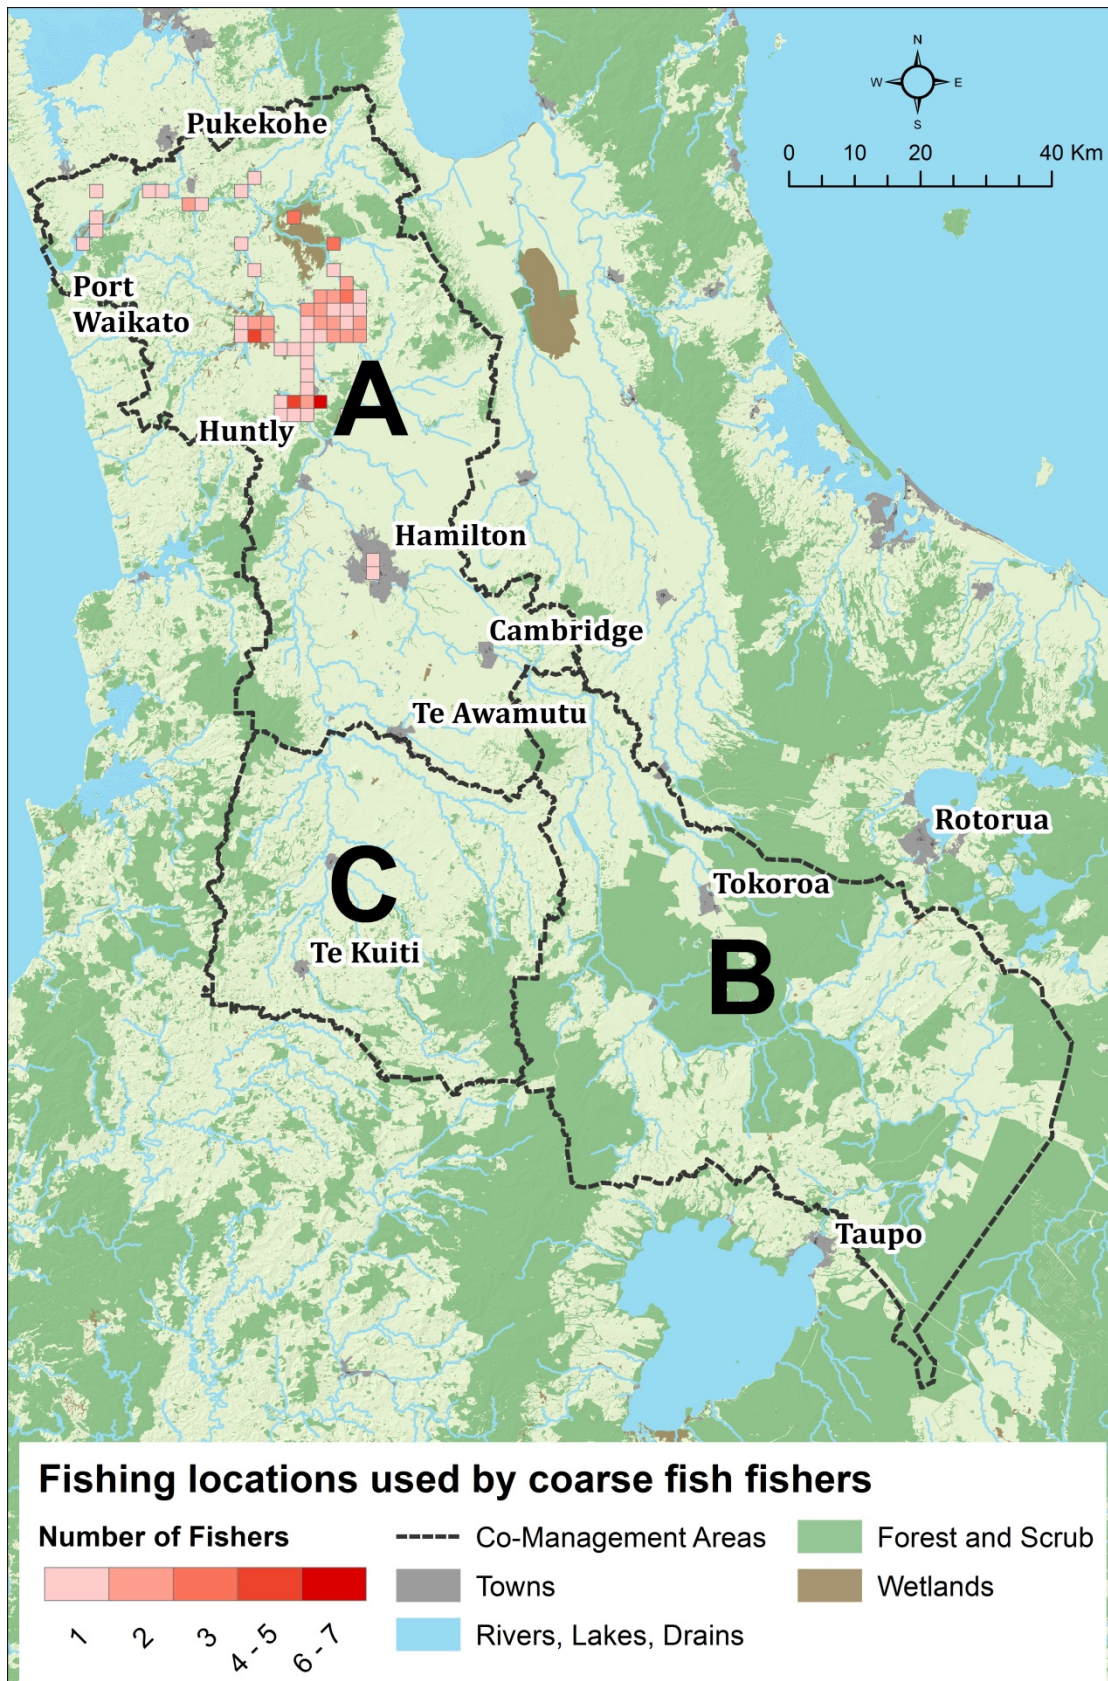 N
W E
S
0 10 20 40 Km
Pukekohe
Port
Waikato
A
Huntly
Hamilton
Cambridge
Te Awamutu
Rotorua
C
Tokoroa
Te Kuiti
B
Taupo
Fishing locations used by coarse fish fishers
Number of Fishers
1
2
3
4 - 5
6 - 7
Co-Management Areas
Towns
Rivers, Lakes, Drains
Forest and Scrub
Wetlands